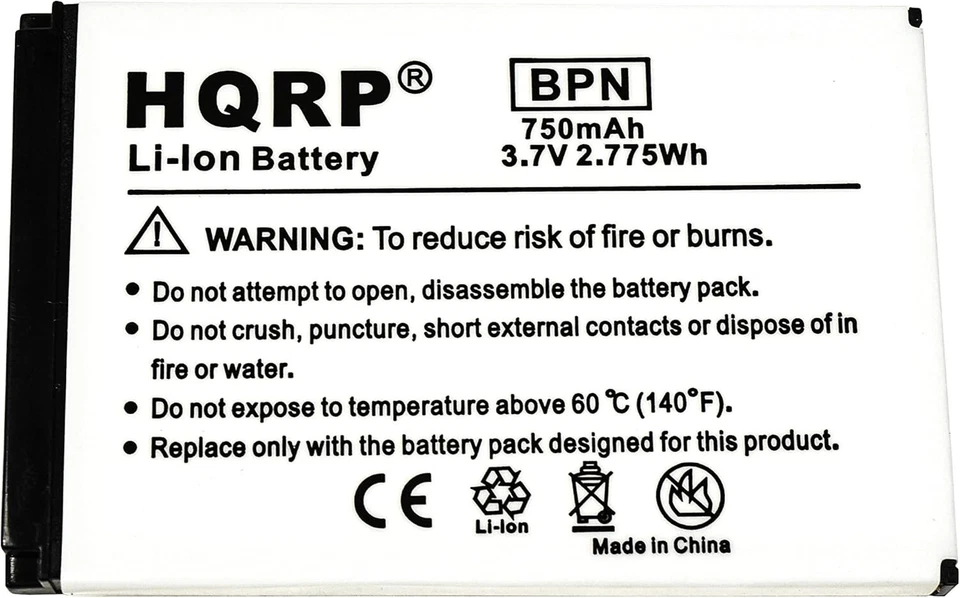 HQRP®
BPN
750mAh
Li-Ion Battery
3.7V 2.775Wh
WARNING: To reduce risk of fire or burns.
• Do not attempt to open, disassemble the battery pack.
• Do not crush, puncture, short external contacts or dispose of in
fire or water.
• Do not expose to temperature above 60 ℃ (140°F).
• Replace only with the battery pack designed for this product.
CE
Li-Ion
Made in China